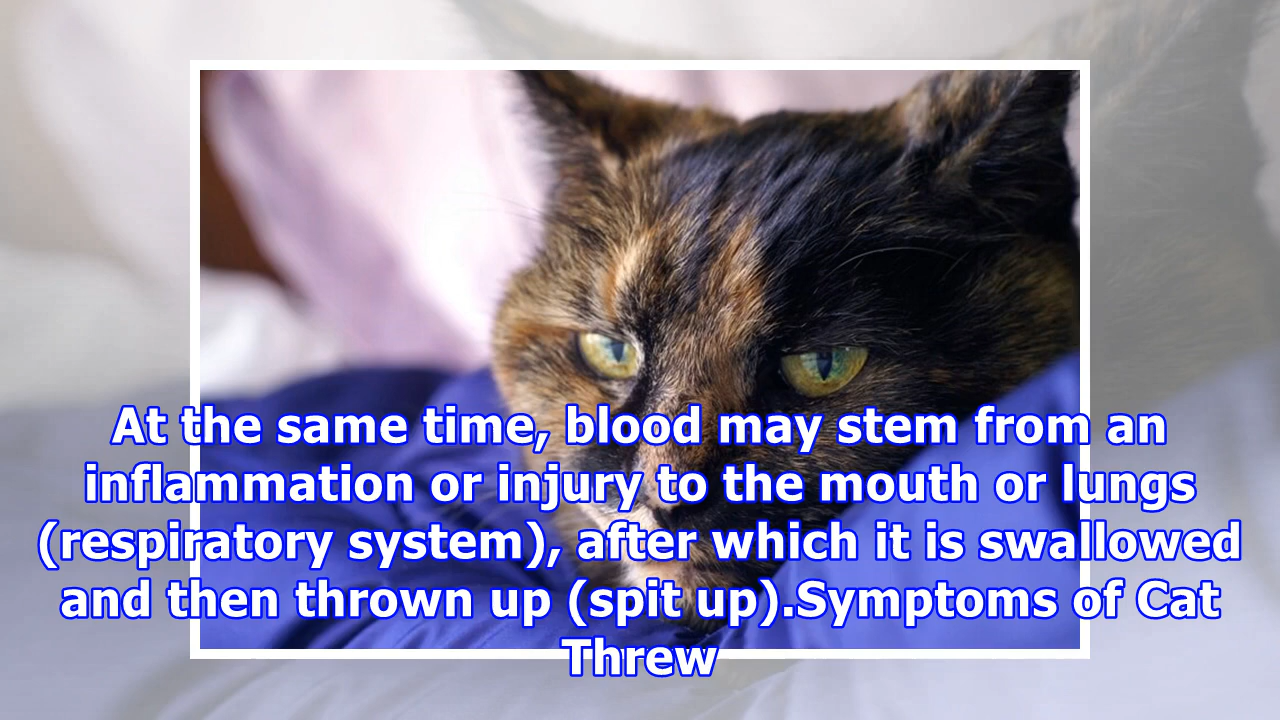 At the same time, blood may stem from an
inflammation or injury to the mouth or lungs
(respiratory system), after which it is swallowed
and then thrown up (spit up).Symptoms of Cat
Threw